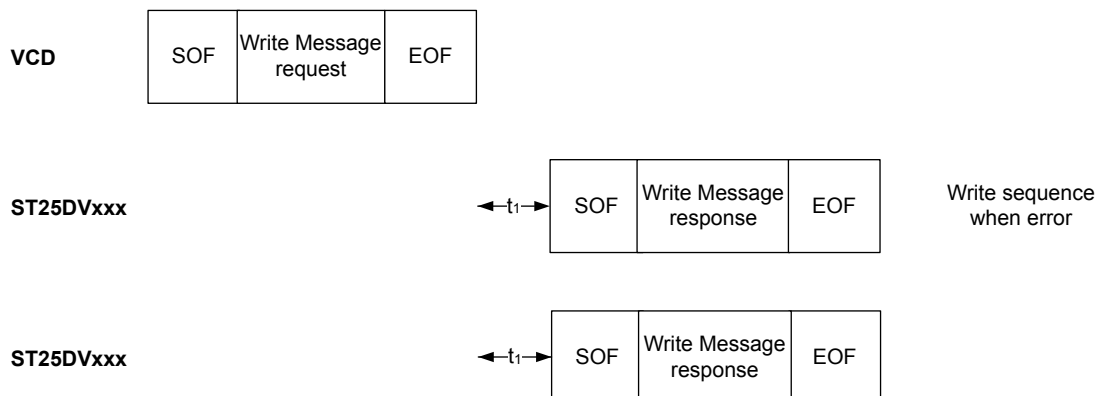 VCD
SOF
Write Message
request
EOF
ST25DVxxx
t1
SOF
Write Message
response
EOF
Write sequence
when error
ST25DVxxx
t1
SOF
Write Message
response
EOF